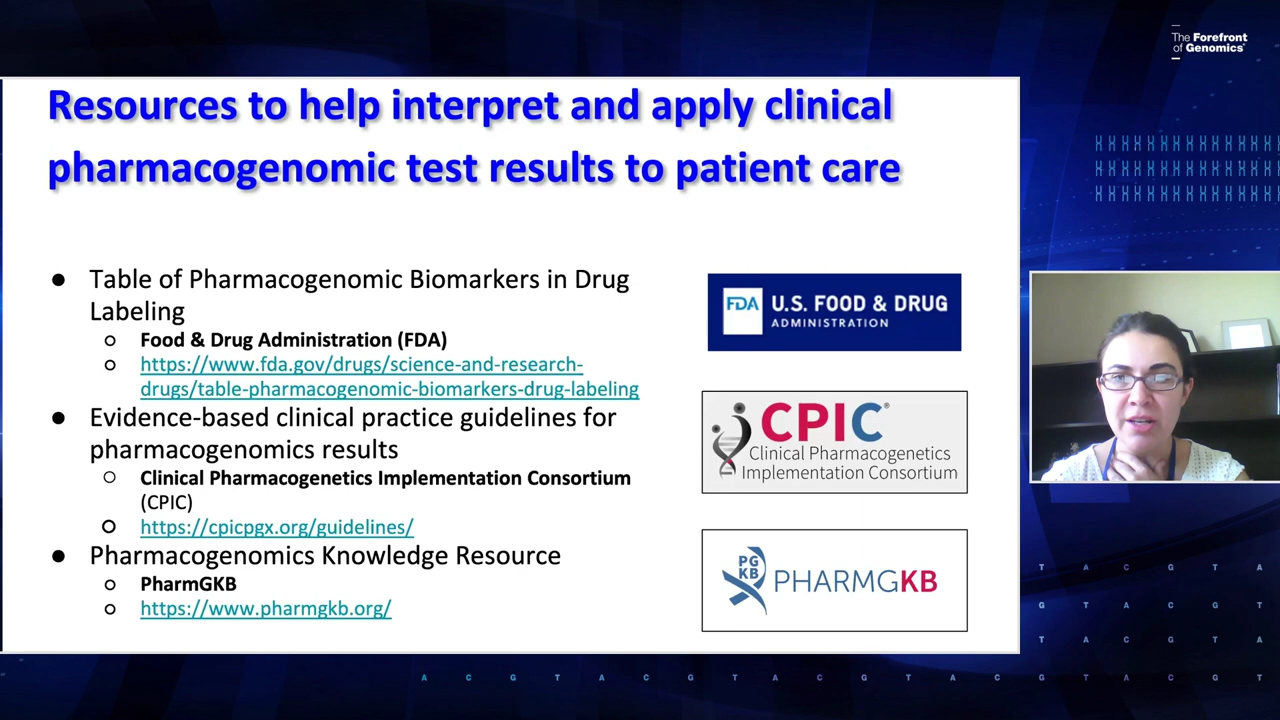 The Forefront
of Genomics®
Resources to help interpret and apply clinical
pharmacogenomic test results to patient care
● Table of Pharmacogenomic Biomarkers in Drug
Labeling
○ Food & Drug Administration (FDA)
○ https://www.fda.gov/drugs/science-and-research-
drugs/table-pharmacogenomic-biomarkers-drug-labeling
● Evidence-based clinical practice guidelines for
pharmacogenomics results
○ Clinical Pharmacogenetics Implementation Consortium
(CPIC)
○ https://cpicpgx.org/guidelines/
● Pharmacogenomics Knowledge Resource
○ PharmGKB
○ https://www.pharmgkb.org/
FDA U.S. FOOD & DRUG
ADMINISTRATION
CPIC®
Clinical Pharmacogenetics
Implementation Consortium
PG
KB
PHARMGKB
T A C G T A
G T A C G T
T A C G T A
A C G T A C G T A C G T A C G T A C G T